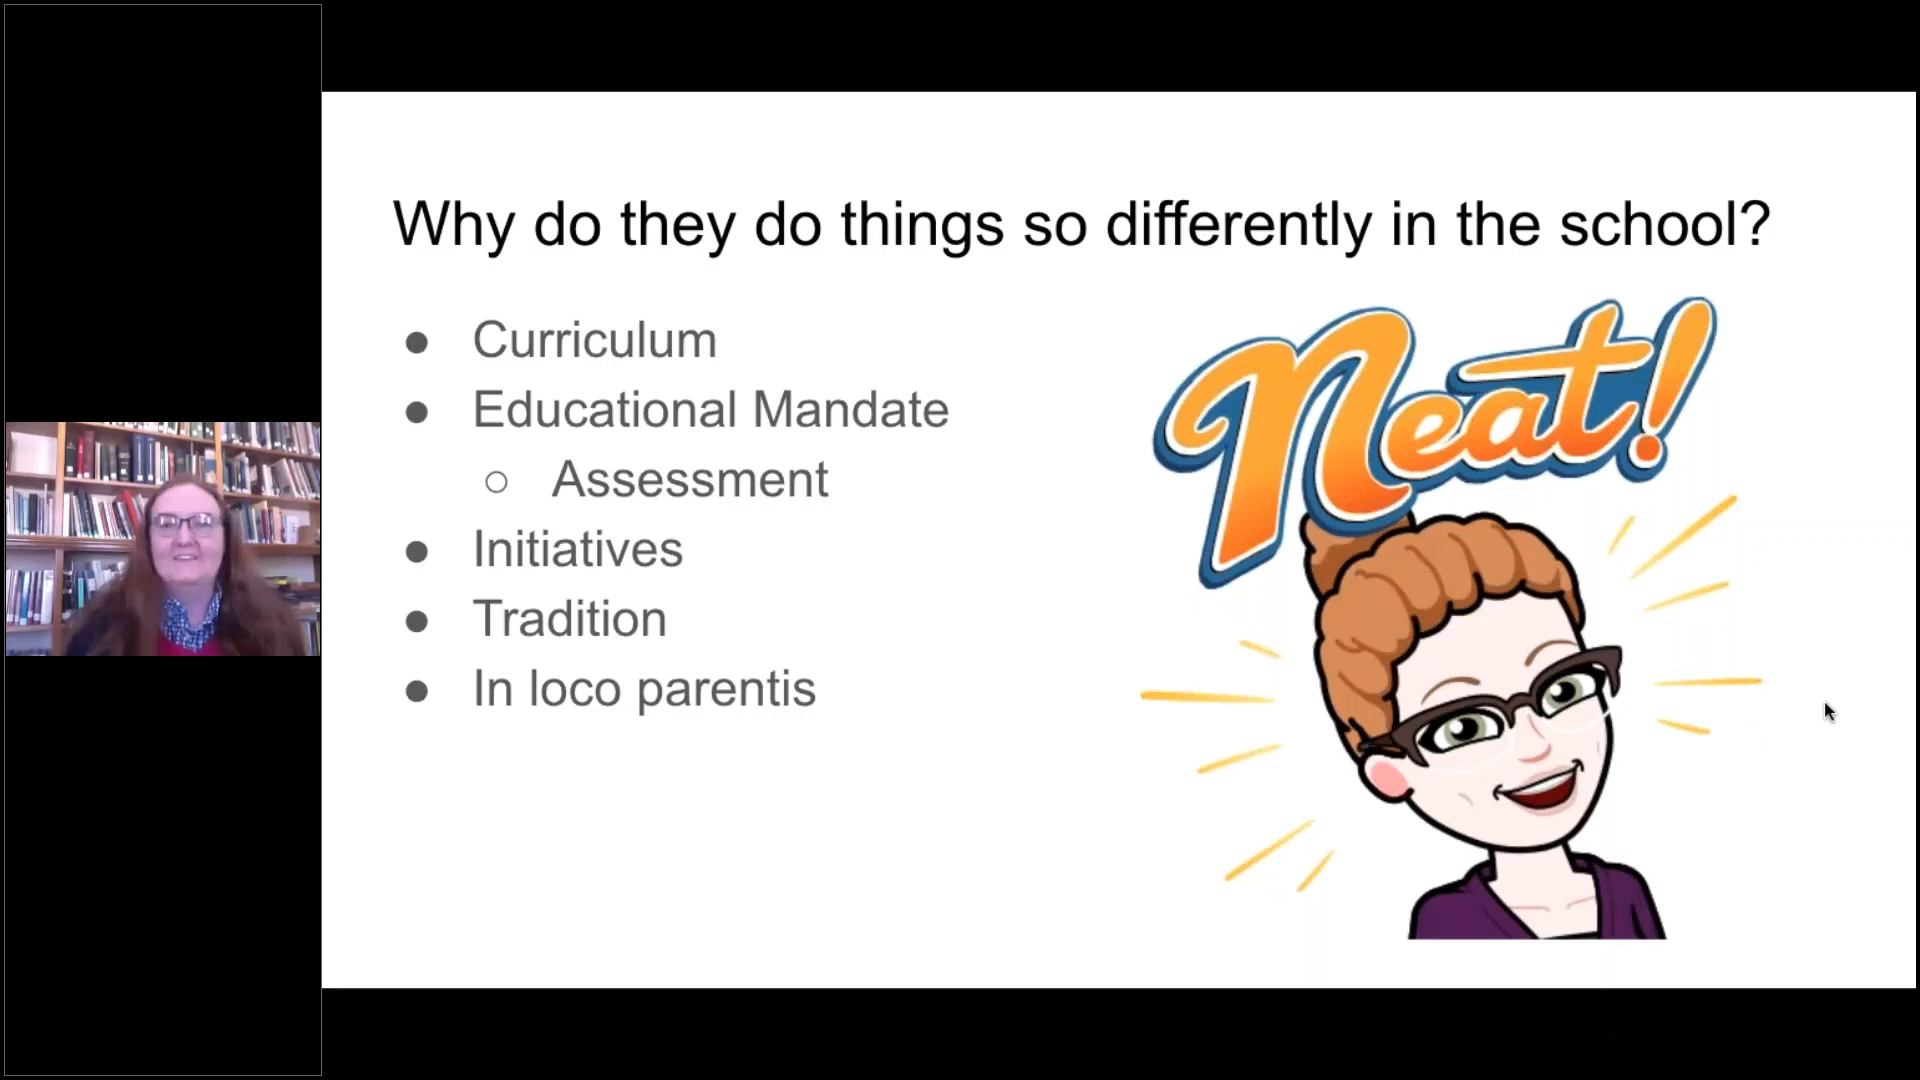 Why do they do things so differently in the school?
● Curriculum
● Educational Mandate
○ Assessment
● Initiatives
● Tradition
● In loco parentis
Neat!